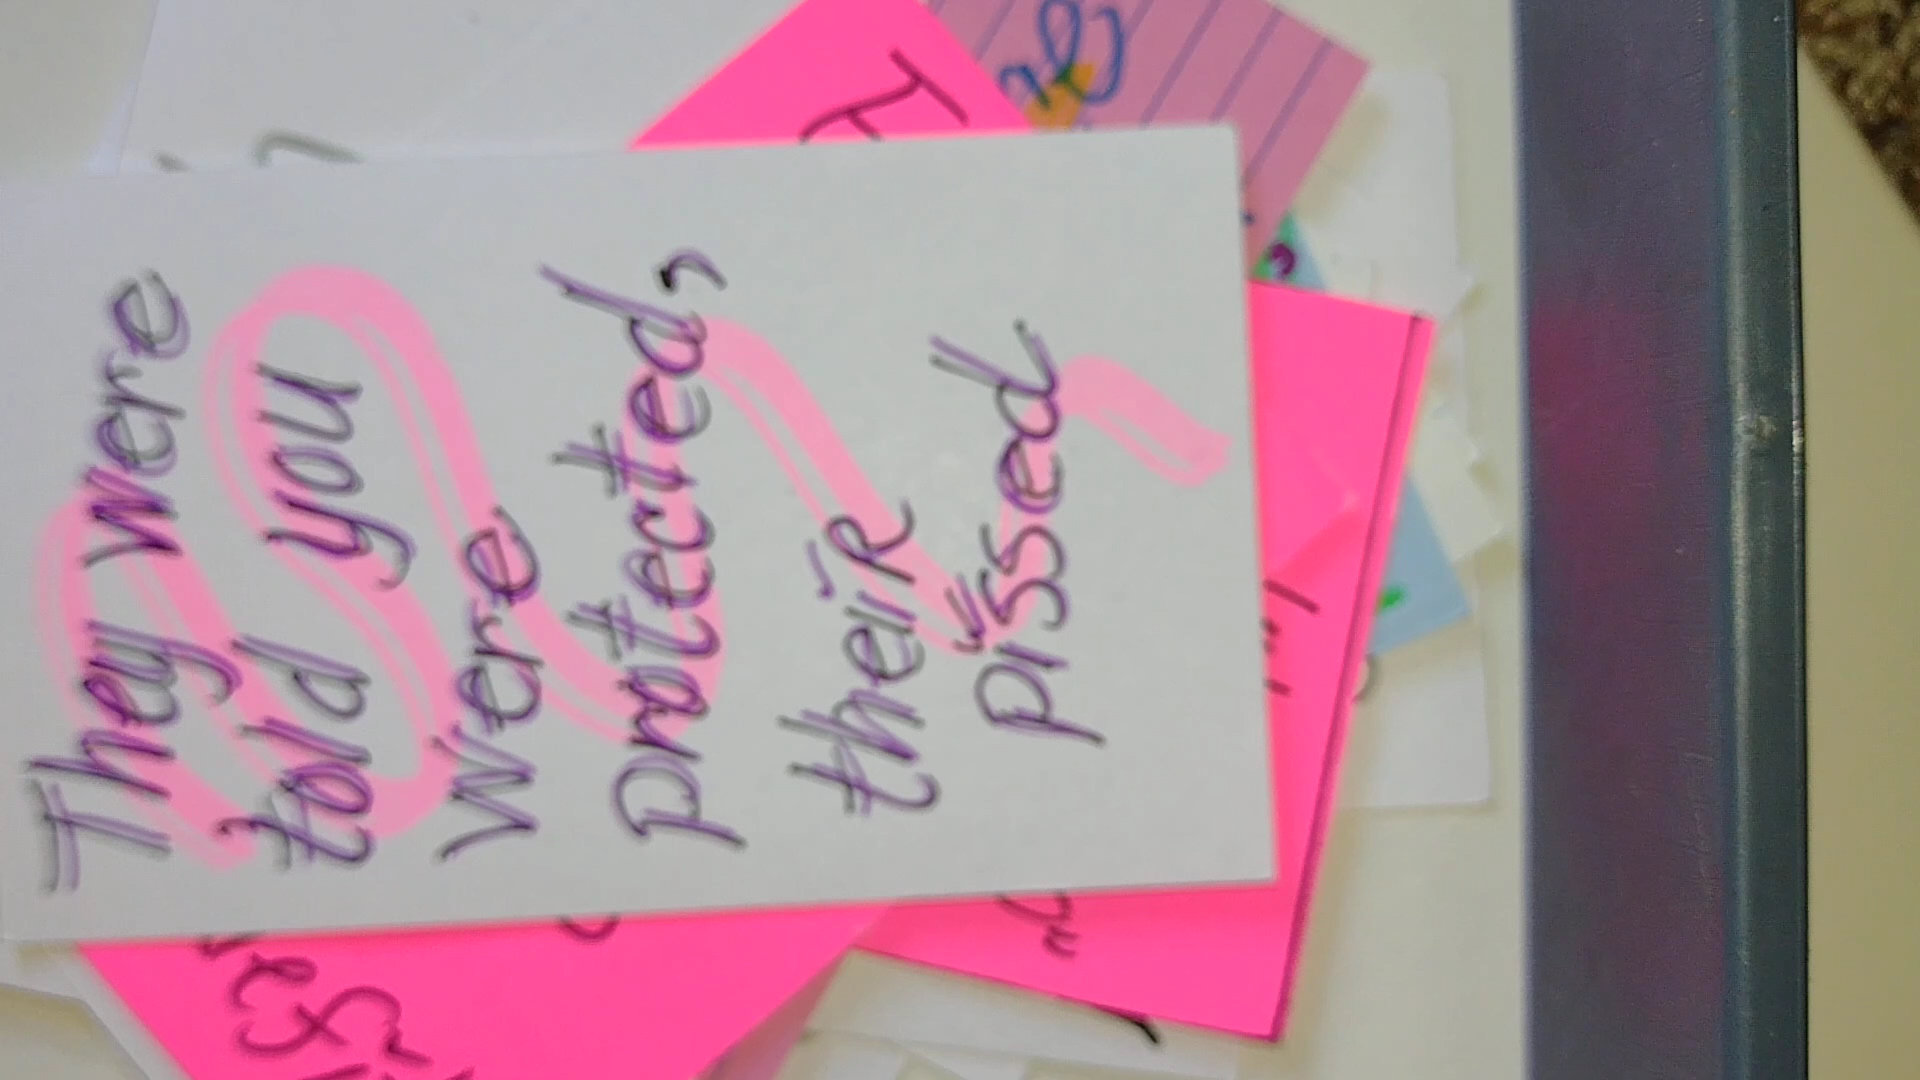 They were
told you
were
protected,
their
pissed